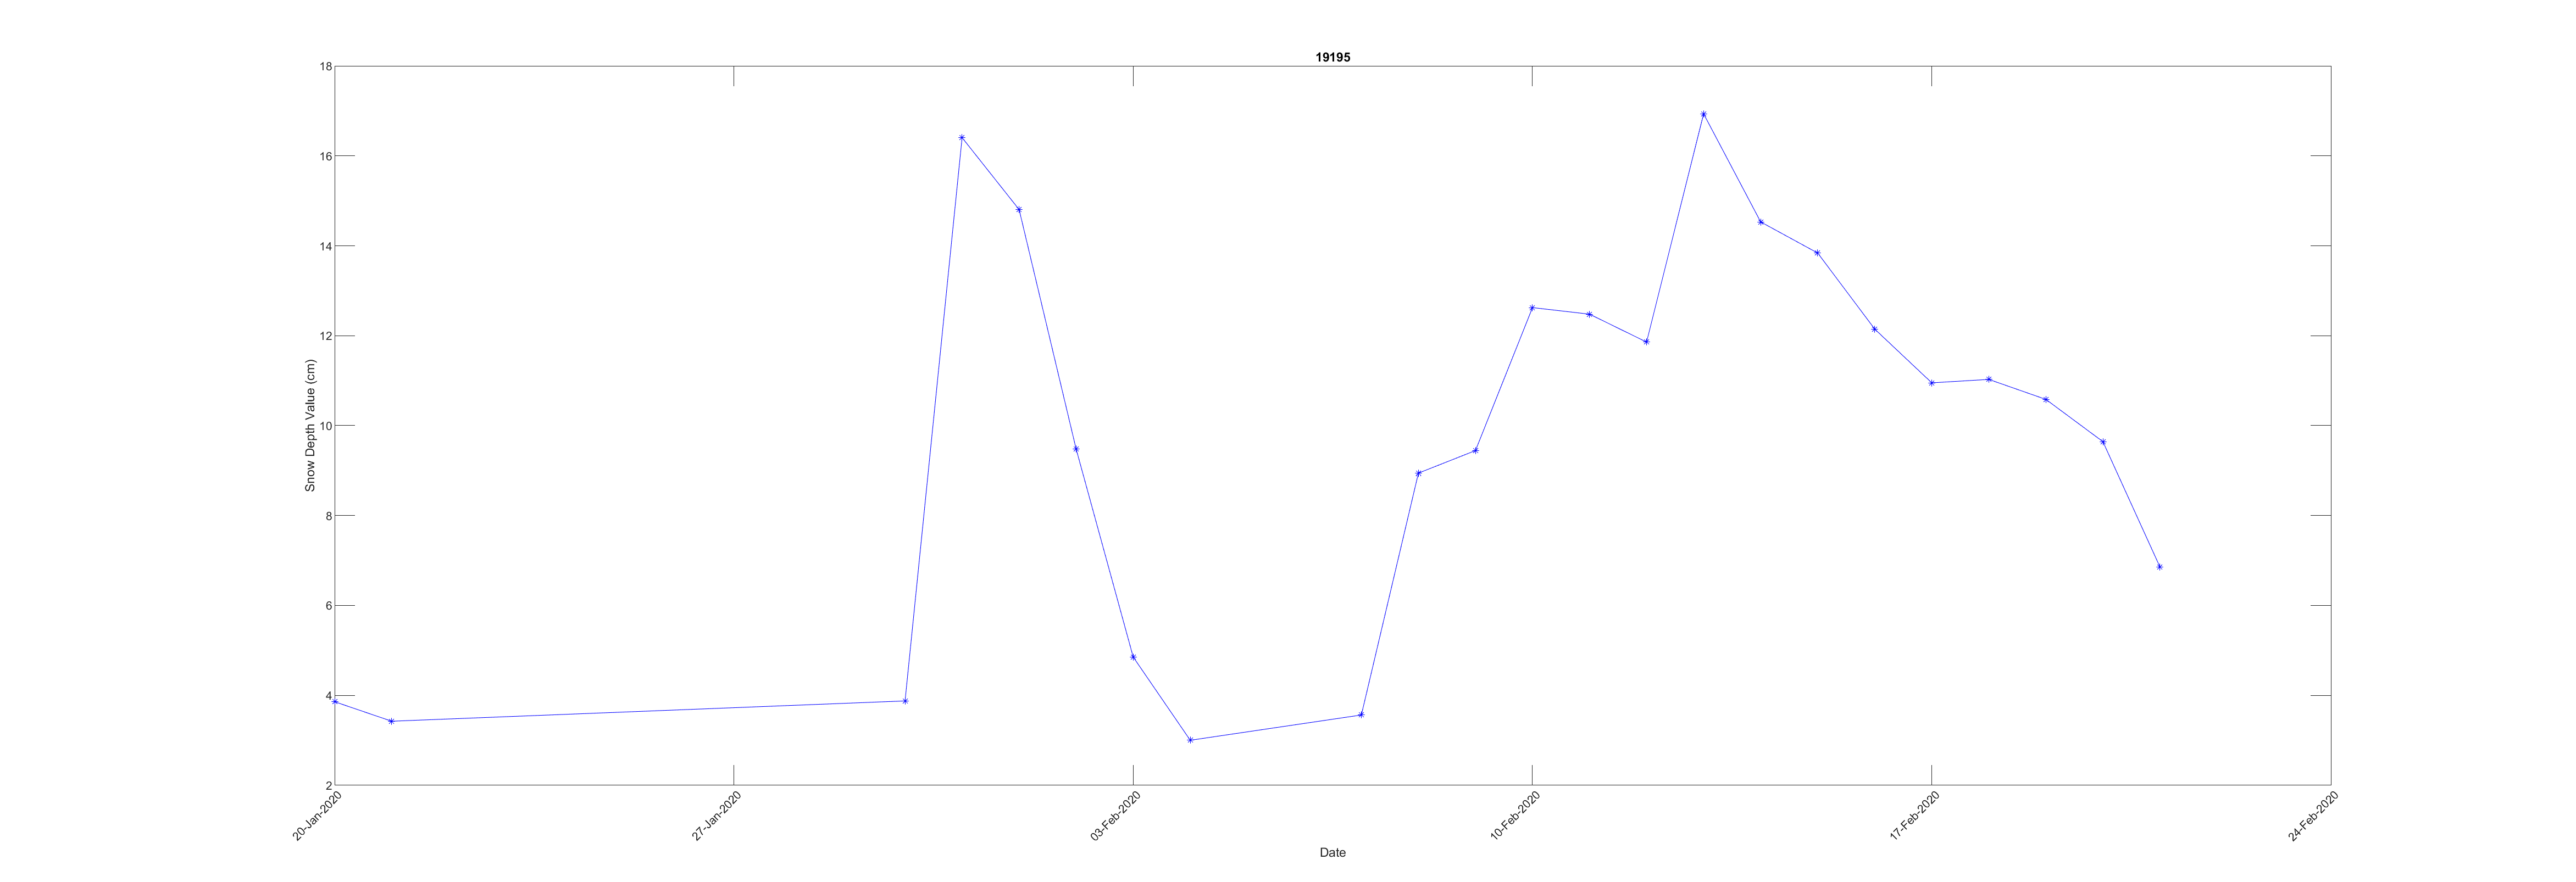 19195
18
16
14
12
10
8
6
4
2
Snow Depth Value (cm)
20-Jan-2020
27-Jan-2020
03-Feb-2020
10-Feb-2020
17-Feb-2020
24-Feb-2020
Date